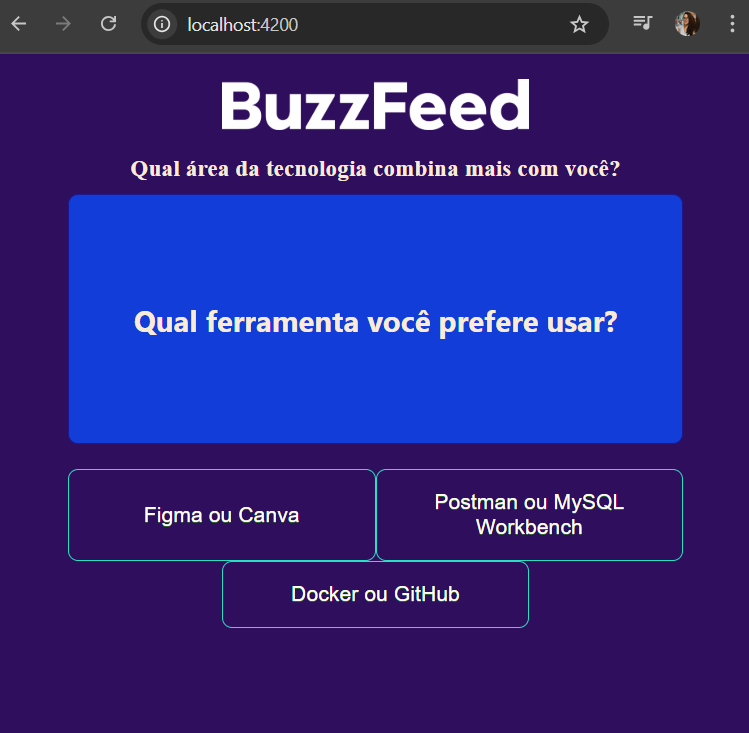 localhost:4200
BuzzFeed
Qual área da tecnologia combina mais com você?
Qual ferramenta você prefere usar?
Figma ou Canva
Postman ou MySQL
Workbench
Docker ou GitHub